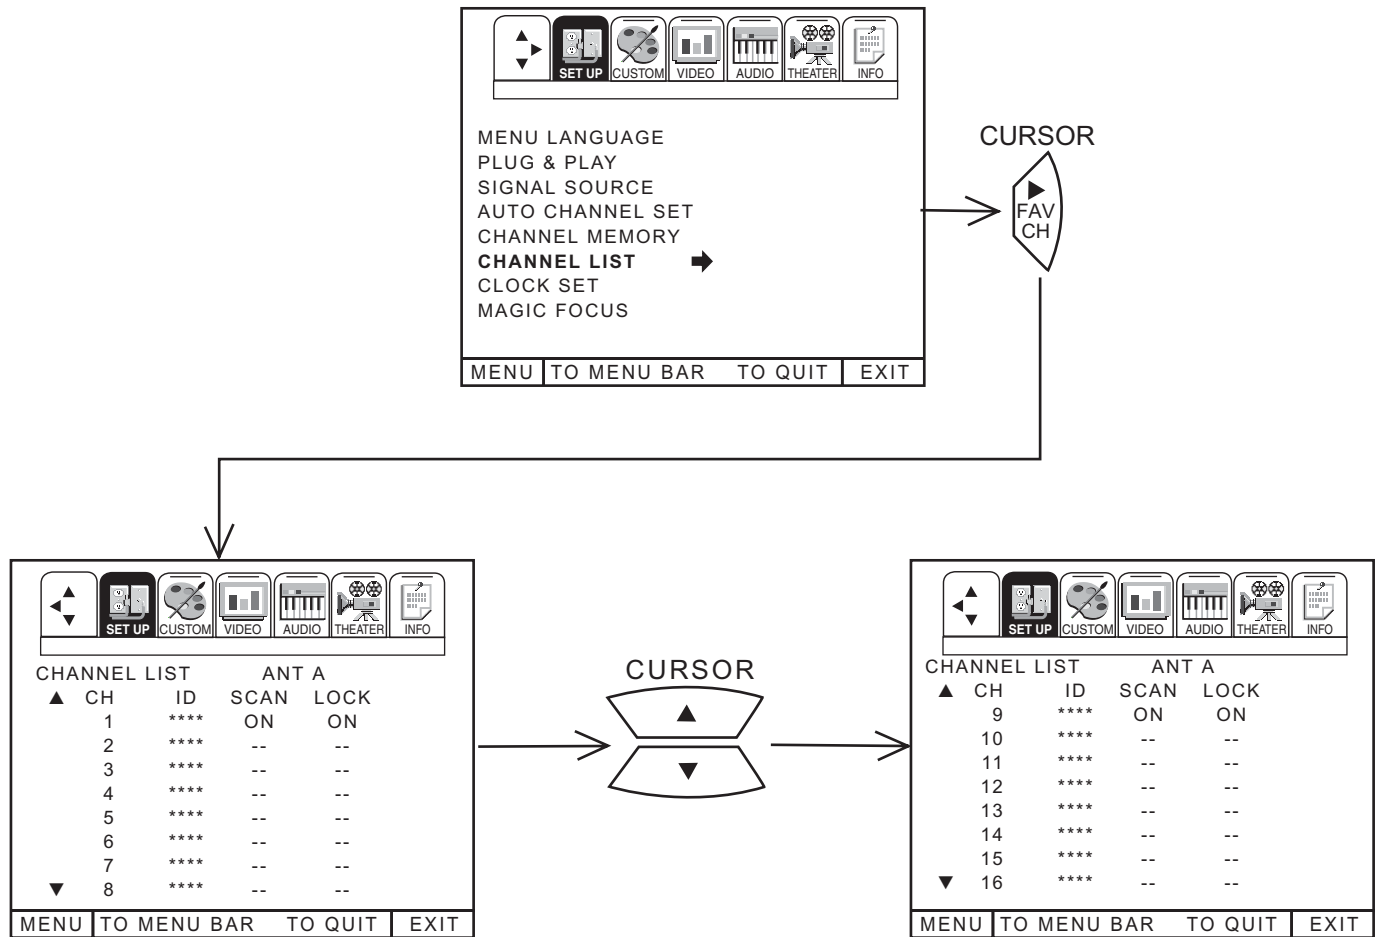 SET UP CUSTOM VIDEO AUDIO THEATER INFO
MENU LANGUAGE
PLUG & PLAY
SIGNAL SOURCE
AUTO CHANNEL SET
CHANNEL MEMORY
CHANNEL LIST
CLOCK SET
MAGIC FOCUS
MENU TO MENU BAR TO QUIT EXIT
CURSOR
FAV
CH
SET UP CUSTOM VIDEO AUDIO THEATER INFO
CHANNEL LIST ANT A
CH ID SCAN LOCK
1 **** ON ON
2 **** -- --
3 **** -- --
4 **** -- --
5 **** -- --
6 **** -- --
7 **** -- --
8 **** -- --
MENU TO MENU BAR TO QUIT EXIT
CURSOR
SET UP CUSTOM VIDEO AUDIO THEATER INFO
CHANNEL LIST ANT A
CH ID SCAN LOCK
9 **** ON ON
10 **** -- --
11 **** -- --
12 **** -- --
13 **** -- --
14 **** -- --
15 **** -- --
16 **** -- --
MENU TO MENU BAR TO QUIT EXIT